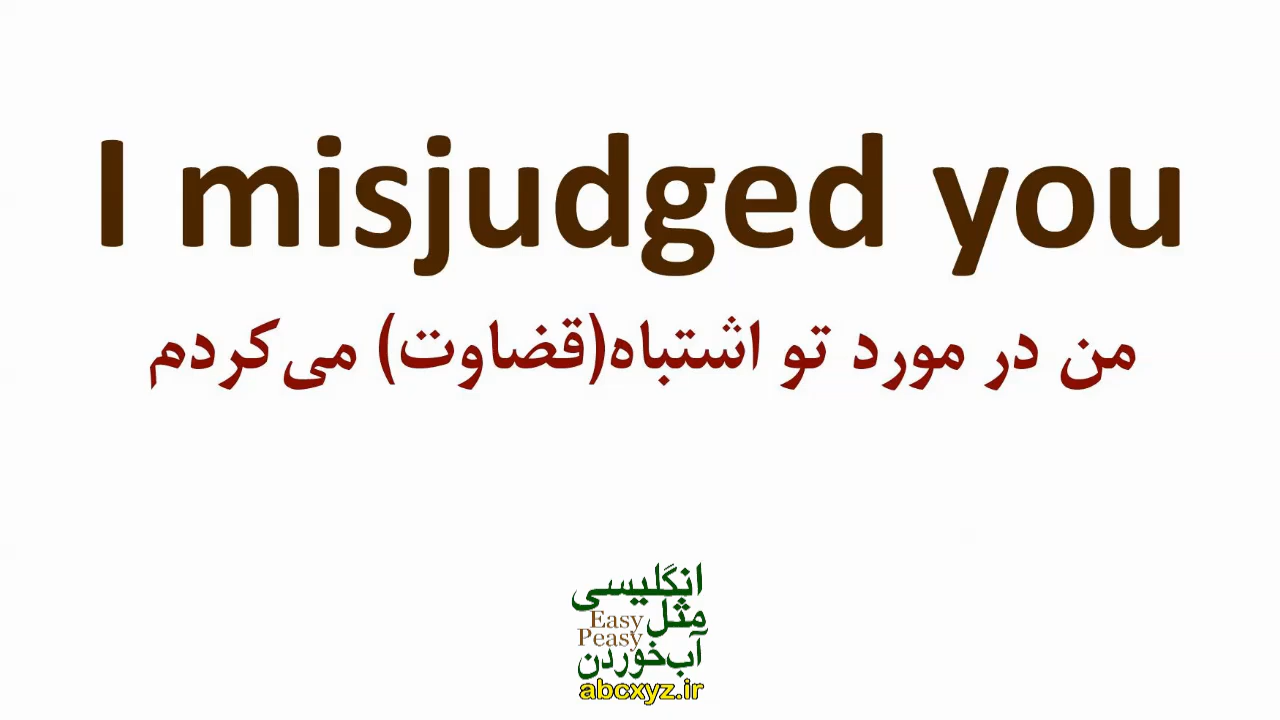 I misjudged you
من در مورد تو اشتباه(قضاوت) می‌کردم
انگلیسی
مثل
Easy
Peasy
آب‌خوردن
abcxyz.ir